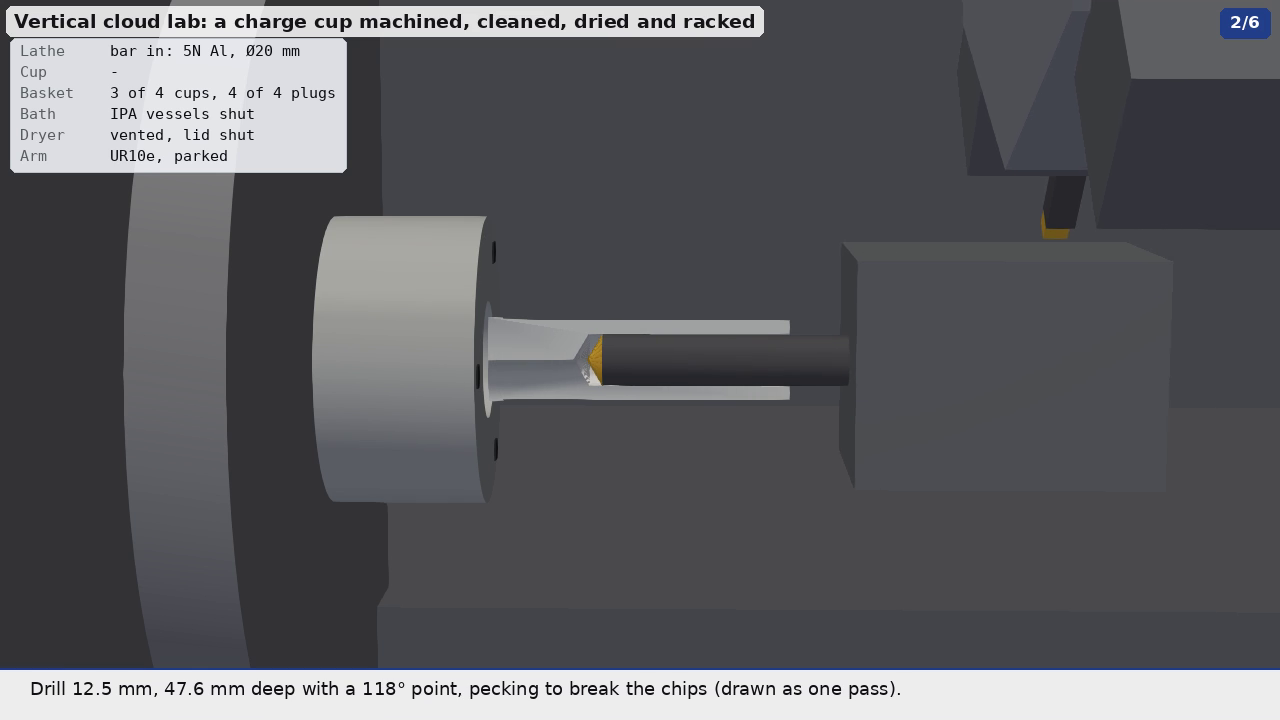 Vertical cloud lab: a charge cup machined, cleaned, dried and racked
2/6
Lathe bar in: 5N Al, Ø20 mm
Cup -
Basket 3 of 4 cups, 4 of 4 plugs
Bath IPA vessels shut
Dryer vented, lid shut
Arm UR10e, parked
Drill 12.5 mm, 47.6 mm deep with a 118° point, pecking to break the chips (drawn as one pass).